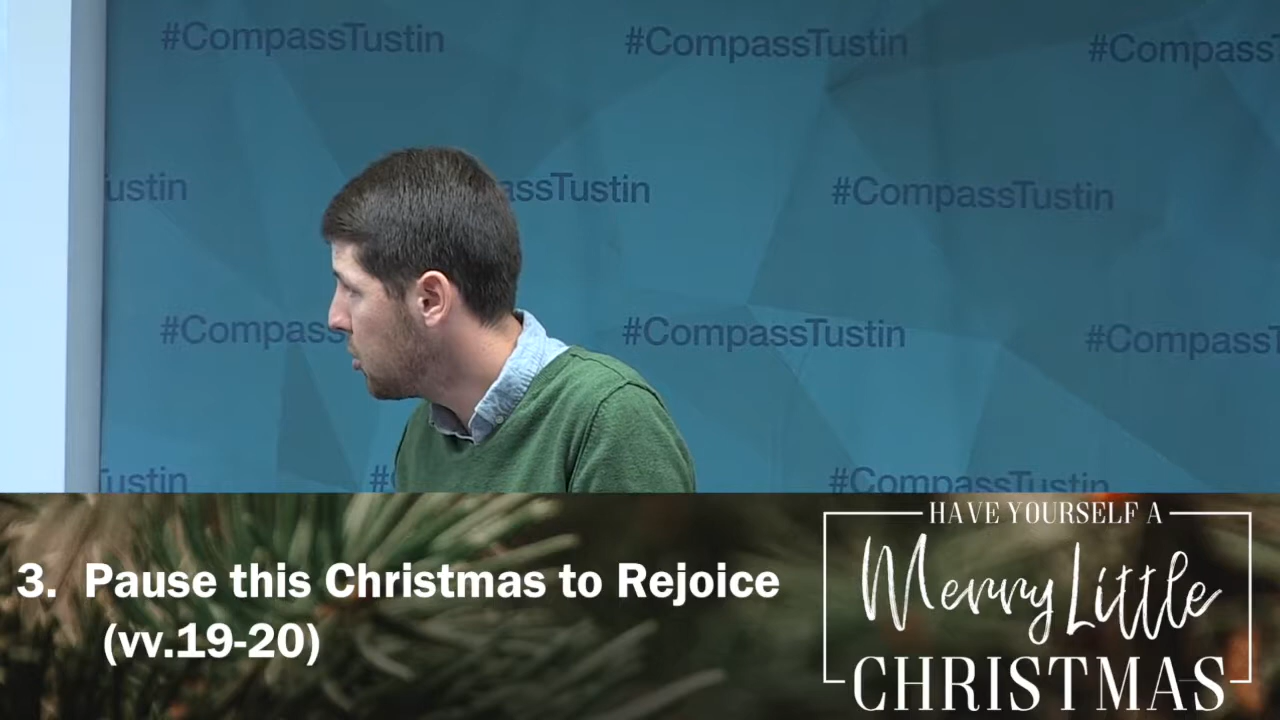 #CompassTustin #CompassTustin #CompassT
ustin assTustin #CompassTustin
#Compass #CompassTustin #CompassT
Tustin #C #CompassTustin
3. Pause this Christmas to Rejoice
(vv.19-20)
HAVE YOURSELF A
Merry Little
CHRISTMAS